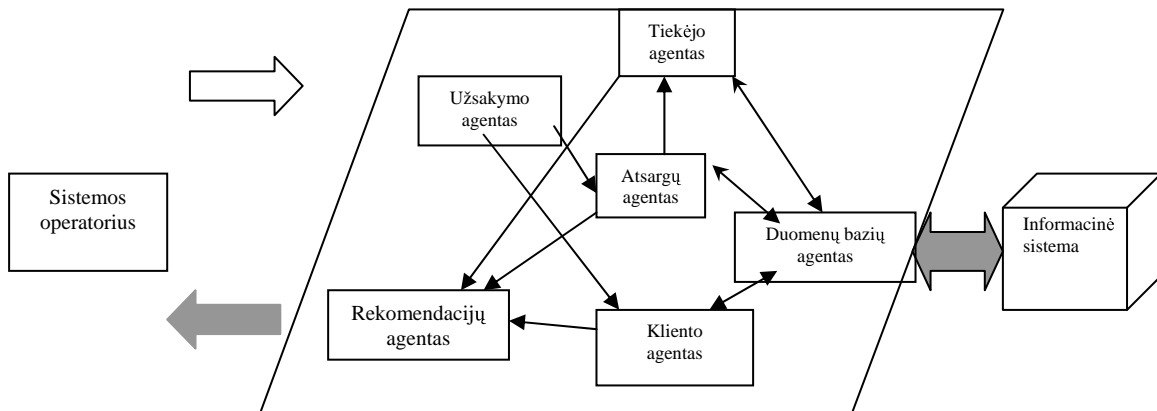 Tiekėjo
agentas
Užsakymo
agentas
Atsargų
agentas
Sistemos
operatorius
Duomenų bazių
agentas
Informacinė
sistema
Rekomendacijų
agentas
Kliento
agentas